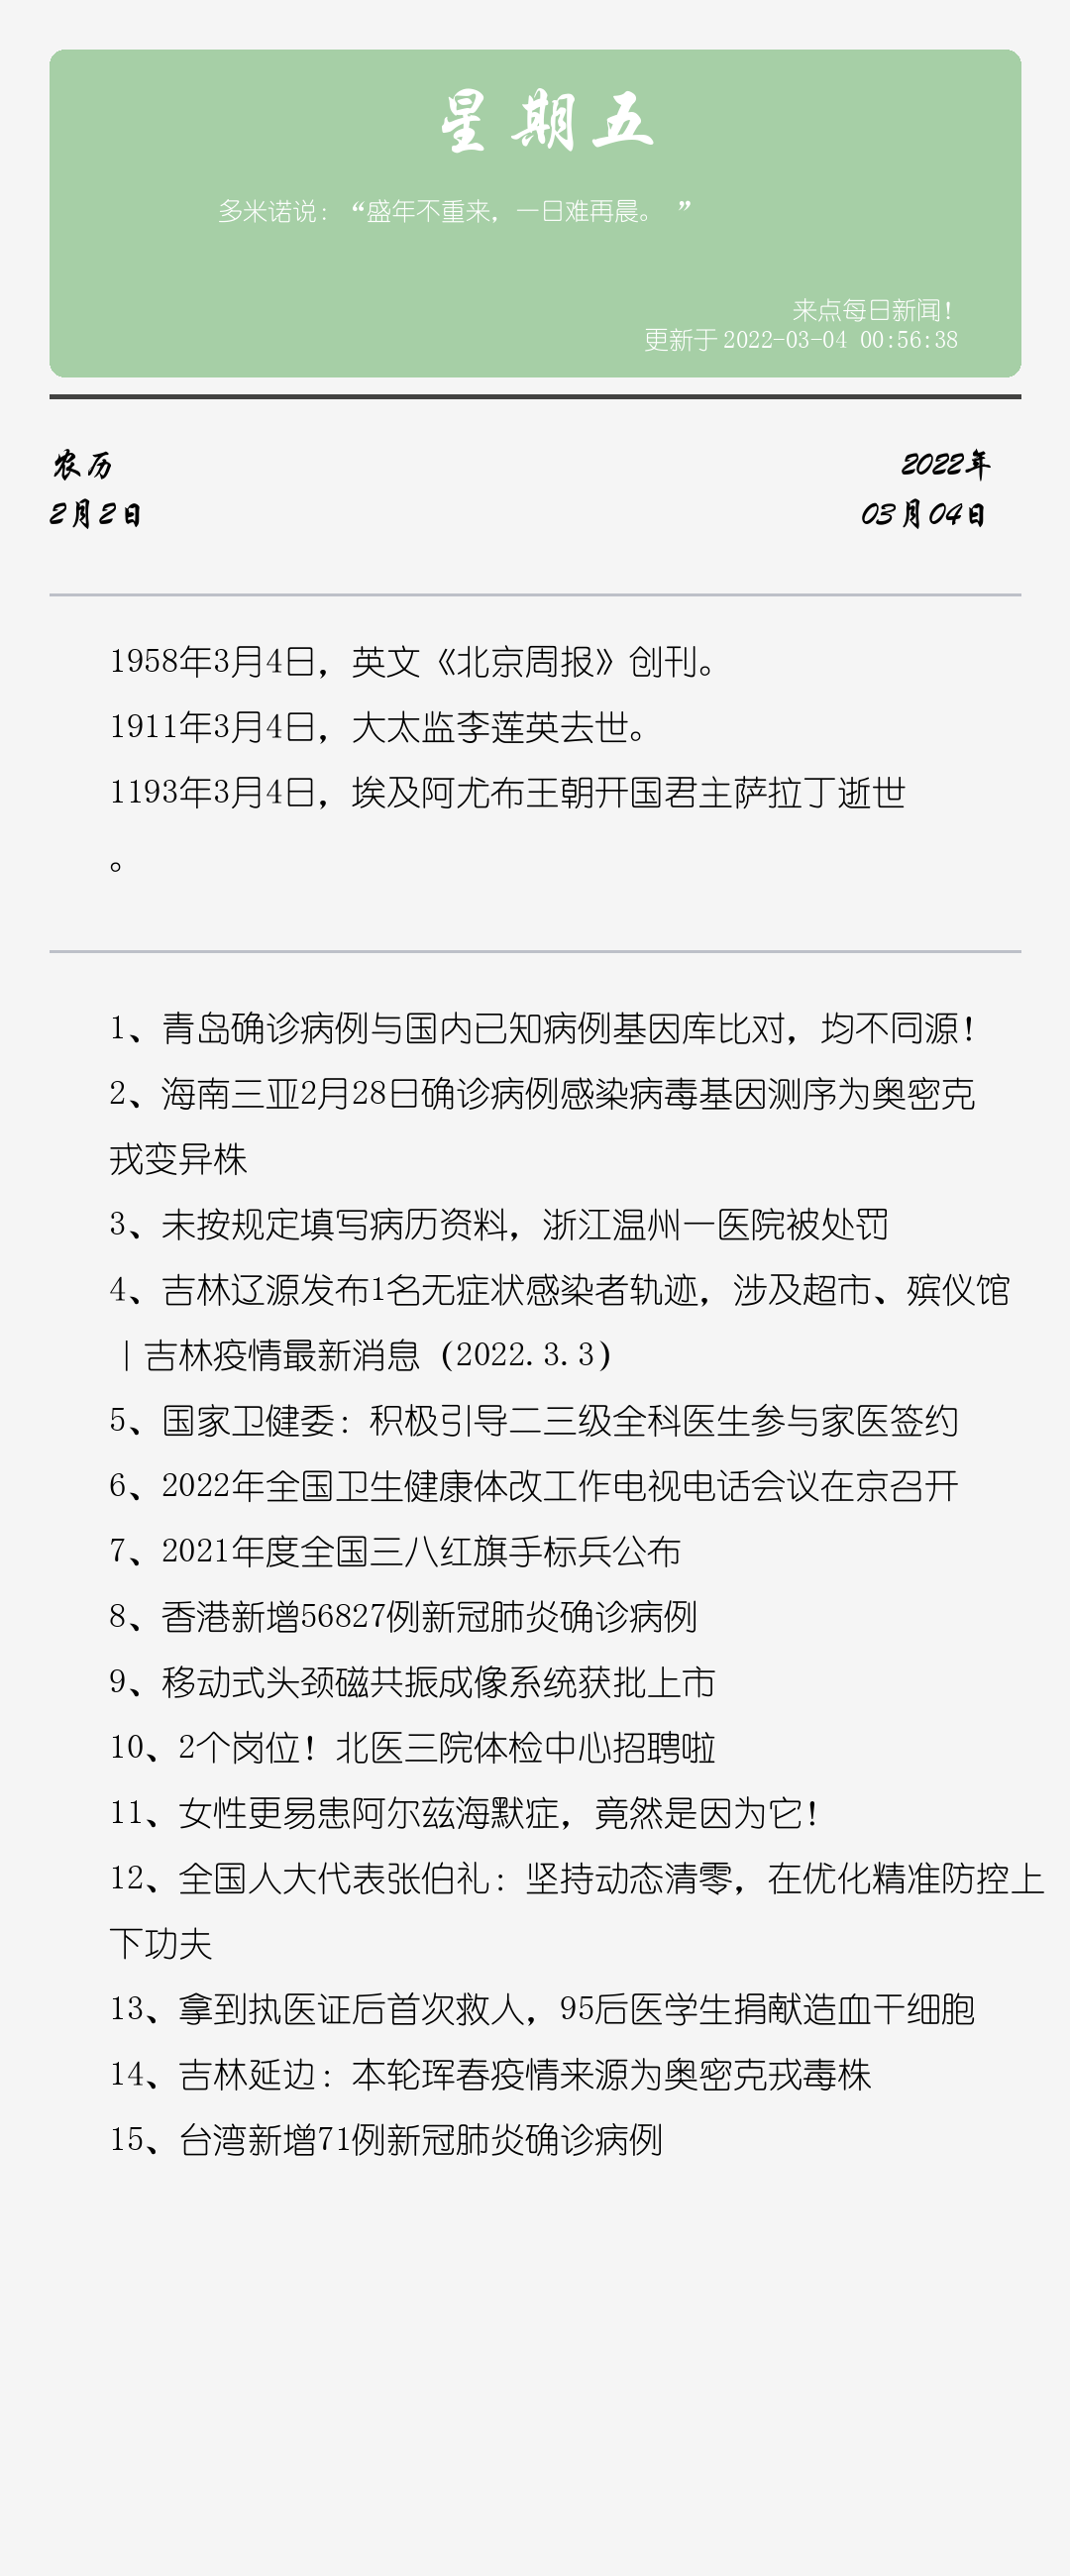 星期五
多米诺说：“盛年不重来，一日难再晨。 ”
来点每日新闻！
更新于 2022-03-04 00:56:38
农历
2022年
2月2日
03月04日
1958年3月4日，英文《北京周报》创刊。
1911年3月4日，大太监李莲英去世。
1193年3月4日，埃及阿尤布王朝开国君主萨拉丁逝世
。
1、青岛确诊病例与国内已知病例基因库比对，均不同源！
2、海南三亚2月28日确诊病例感染病毒基因测序为奥密克
戎变异株
3、未按规定填写病历资料，浙江温州一医院被处罚
4、吉林辽源发布1名无症状感染者轨迹，涉及超市、殡仪馆
｜吉林疫情最新消息（2022.3.3）
5、国家卫健委：积极引导二三级全科医生参与家医签约
6、2022年全国卫生健康体改工作电视电话会议在京召开
7、2021年度全国三八红旗手标兵公布
8、香港新增56827例新冠肺炎确诊病例
9、移动式头颈磁共振成像系统获批上市
10、2个岗位！北医三院体检中心招聘啦
11、女性更易患阿尔兹海默症，竟然是因为它！
12、全国人大代表张伯礼：坚持动态清零，在优化精准防控上
下功夫
13、拿到执医证后首次救人，95后医学生捐献造血干细胞
14、吉林延边：本轮珲春疫情来源为奥密克戎毒株
15、台湾新增71例新冠肺炎确诊病例